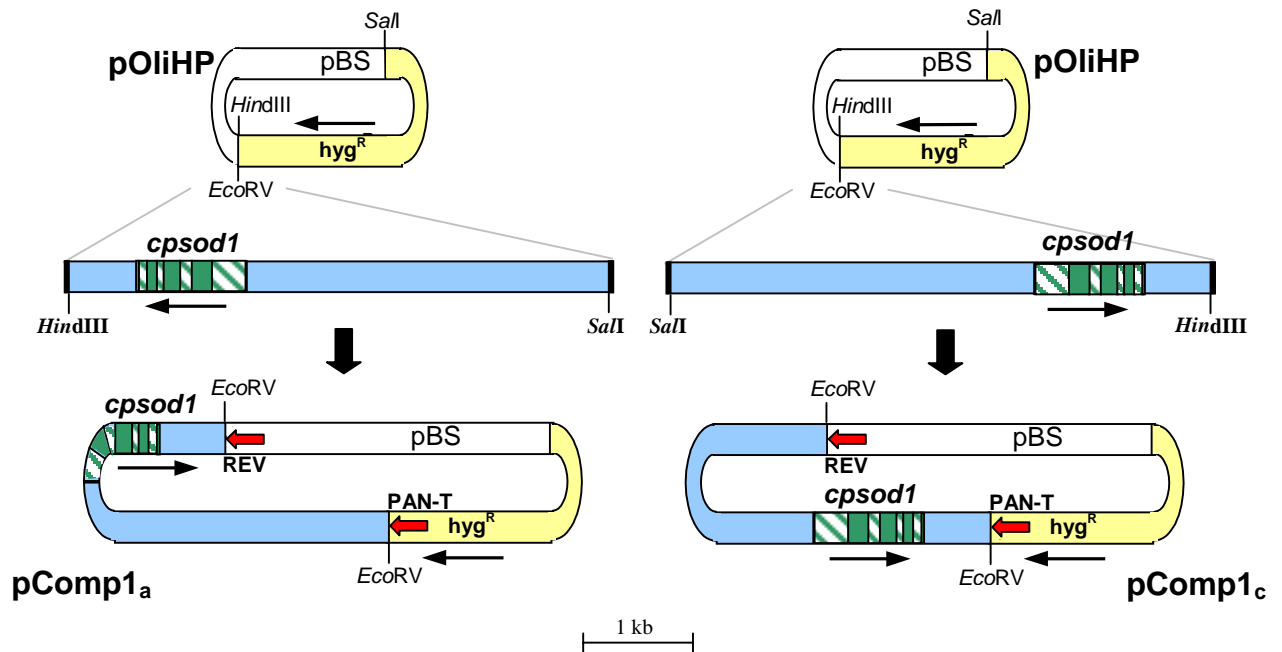 SalI
pOliHP
pBS
HindIII
hygR
EcoRV
cpsod1
HindIII
SalI
EcoRV
cpsod1
pBS
REV
PAN-T
hygR
EcoRV
pComp1a
SalI
pOliHP
pBS
HindIII
hygR
EcoRV
cpsod1
SalI
HindIII
EcoRV
pBS
REV
cpsod1
PAN-T
hygR
EcoRV
pComp1c
1 kb